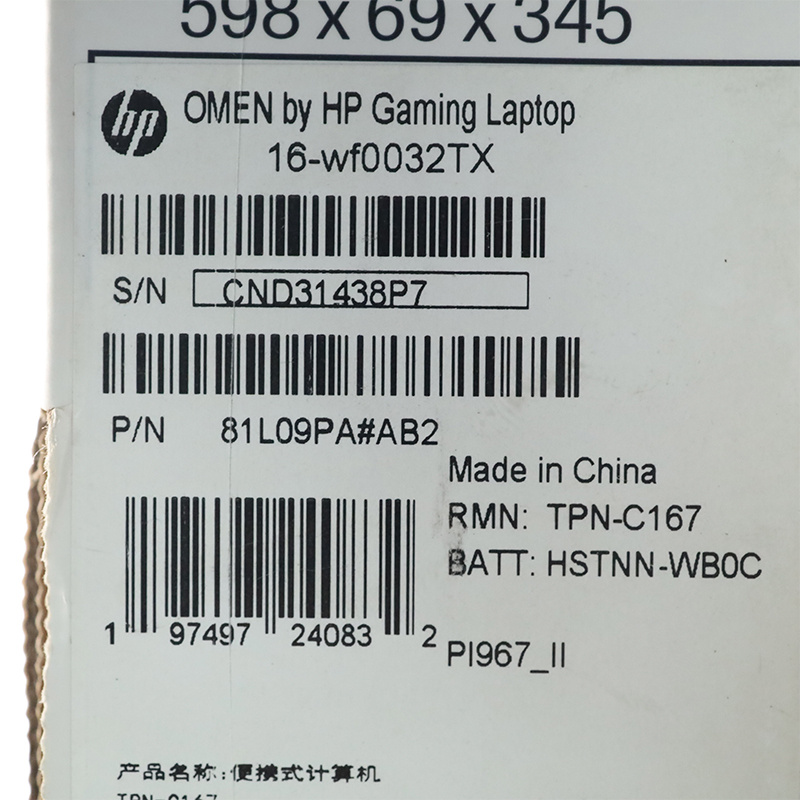 598 x 69 x 345
hp OMEN by HP Gaming Laptop
16-wf0032TX
S/N CND31438P7
P/N 81L09PA#AB2
Made in China
RMN: TPN-C167
BATT: HSTNN-WB0C
1 97497 24083 2
PI967_II
产品名称:便携式计算机
TPN-C167